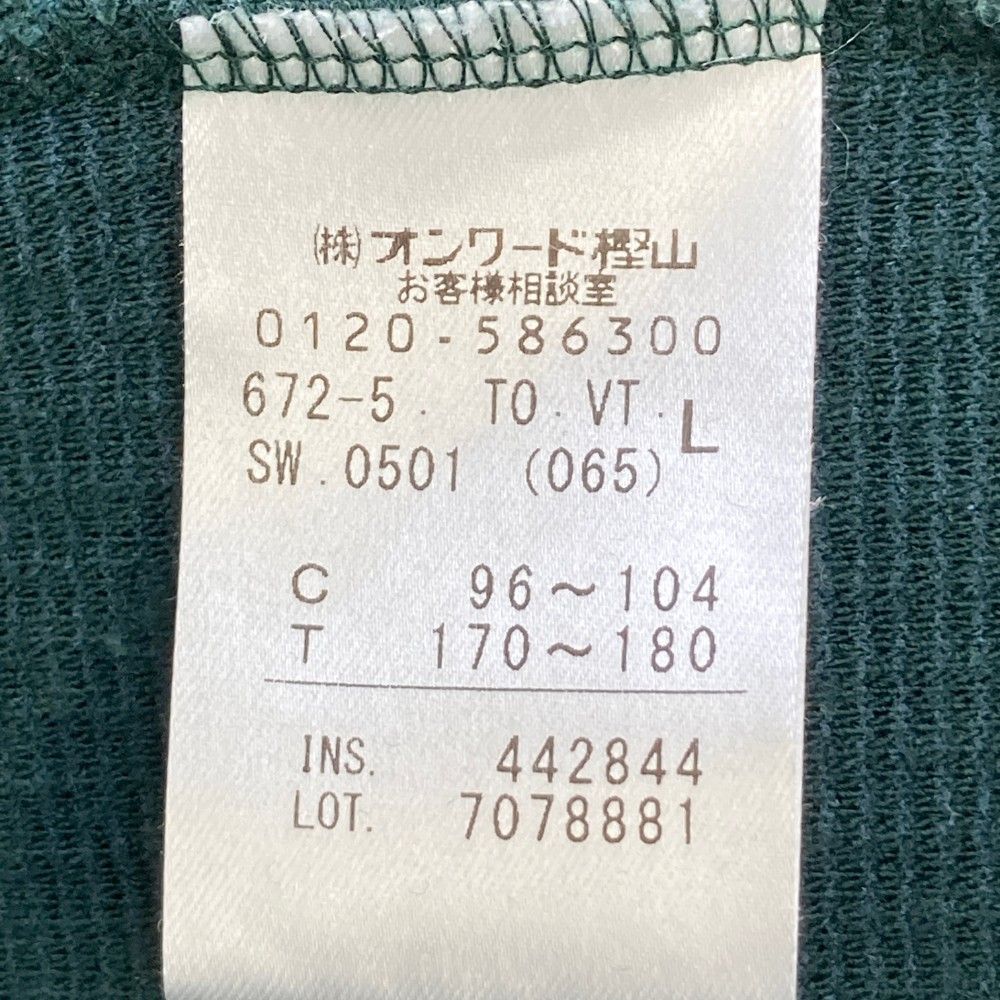 (株)オンワード樫山
お客様相談室
0120-586300
672-5. TO. VT. L
SW.0501 (065)
C 96〜104
T 170〜180
INS. 442844
LOT. 7078881